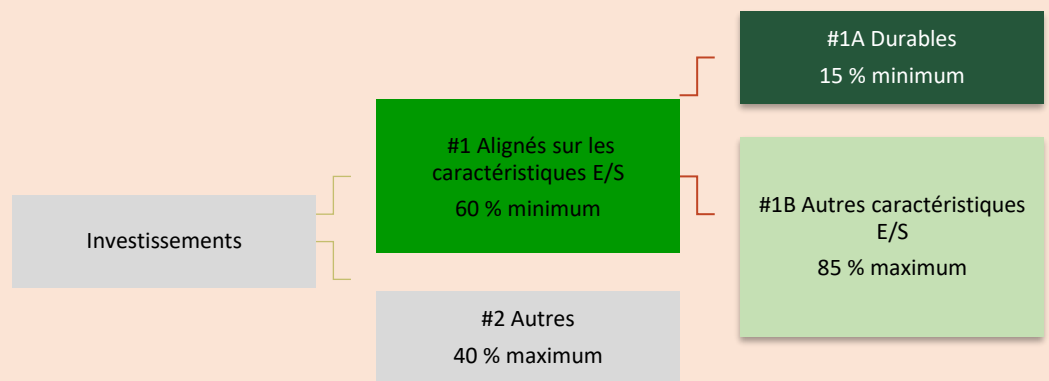 #1A Durables
15 % minimum
#1 Alignés sur les
caractéristiques E/S
60 % minimum
#1B Autres caractéristiques
E/S
85 % maximum
Investissements
#2 Autres
40 % maximum